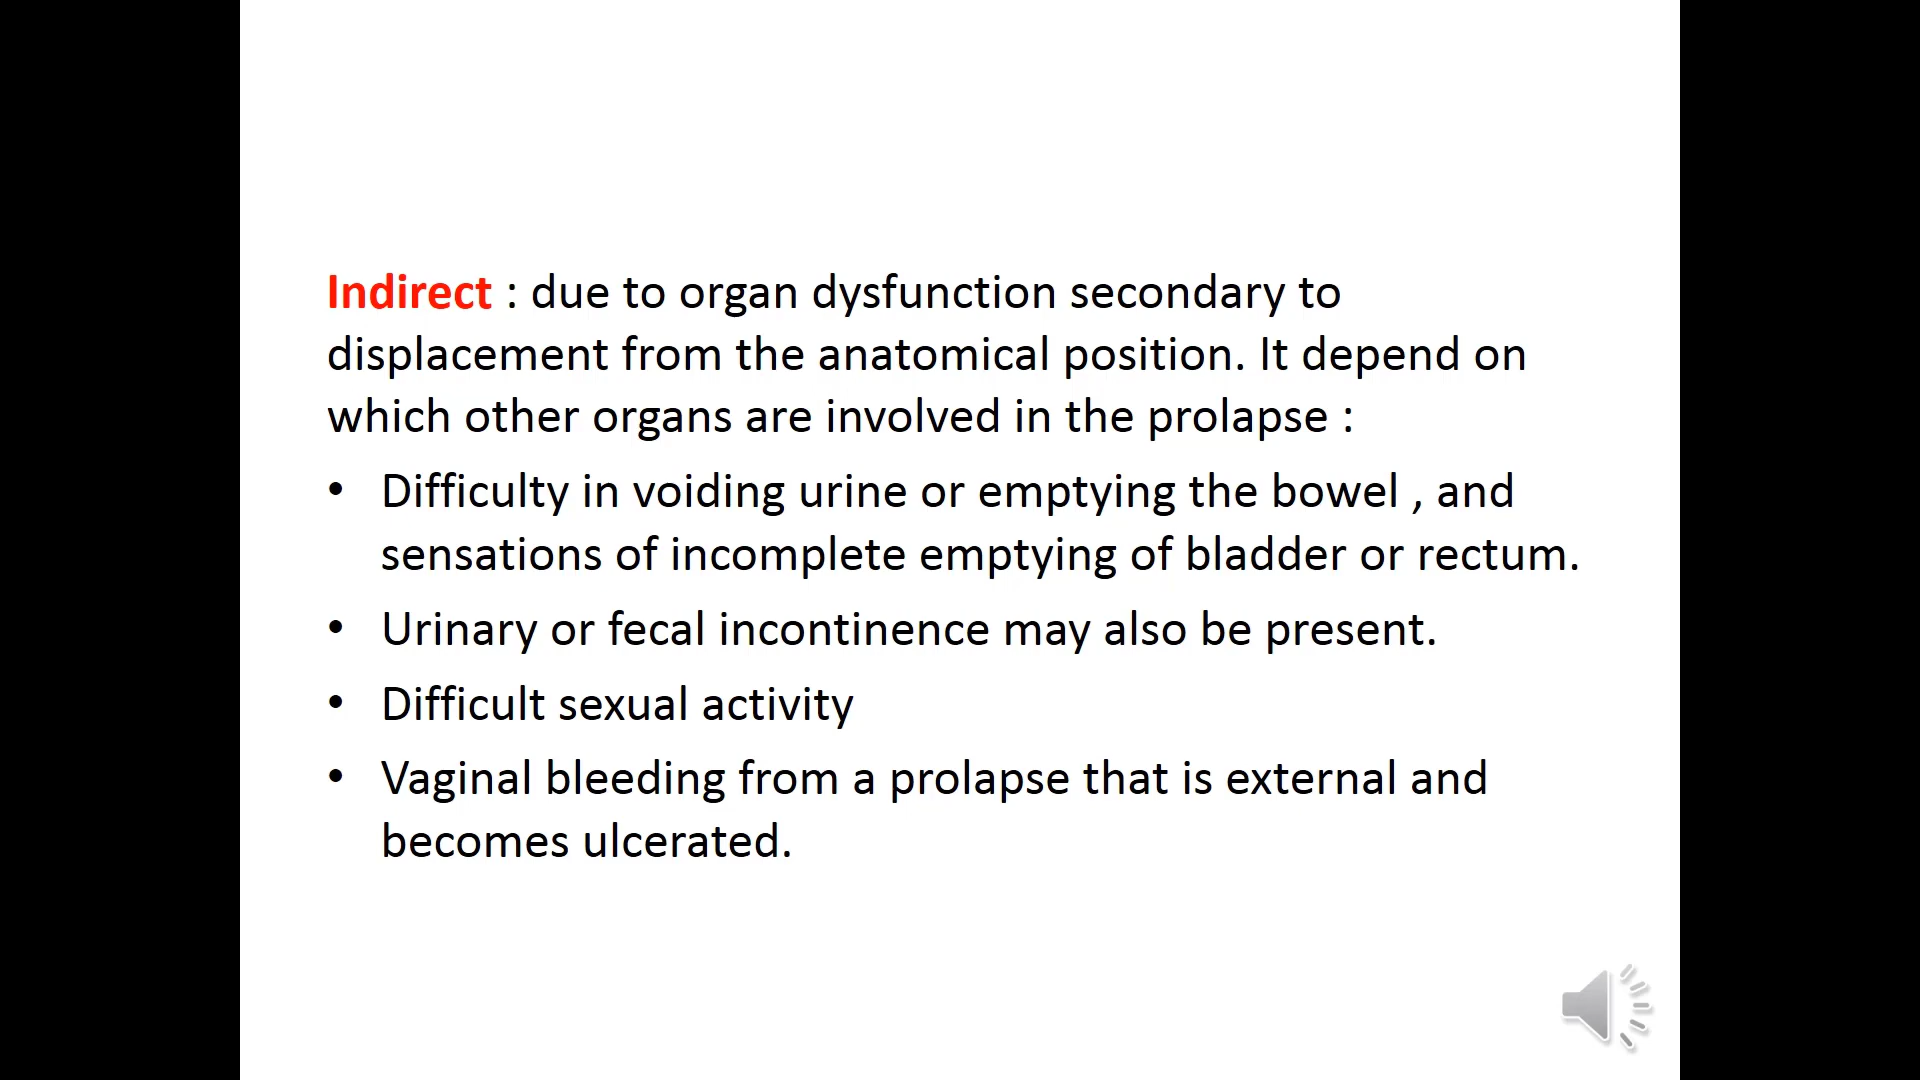 Indirect : due to organ dysfunction secondary to
displacement from the anatomical position. It depend on
which other organs are involved in the prolapse :
• Difficulty in voiding urine or emptying the bowel , and
sensations of incomplete emptying of bladder or rectum.
• Urinary or fecal incontinence may also be present.
• Difficult sexual activity
• Vaginal bleeding from a prolapse that is external and
becomes ulcerated.